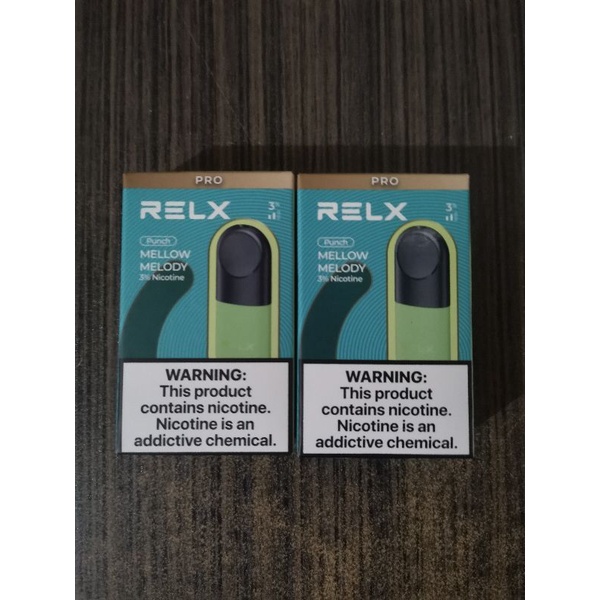 PRO
RELX
3%
Punch
MELLOW
MELODY
3% Nicotine
WARNING:
This product
contains nicotine.
Nicotine is an
addictive chemical.
PRO
RELX
3%
Punch
MELLOW
MELODY
3% Nicotine
WARNING:
This product
contains nicotine.
Nicotine is an
addictive chemical.